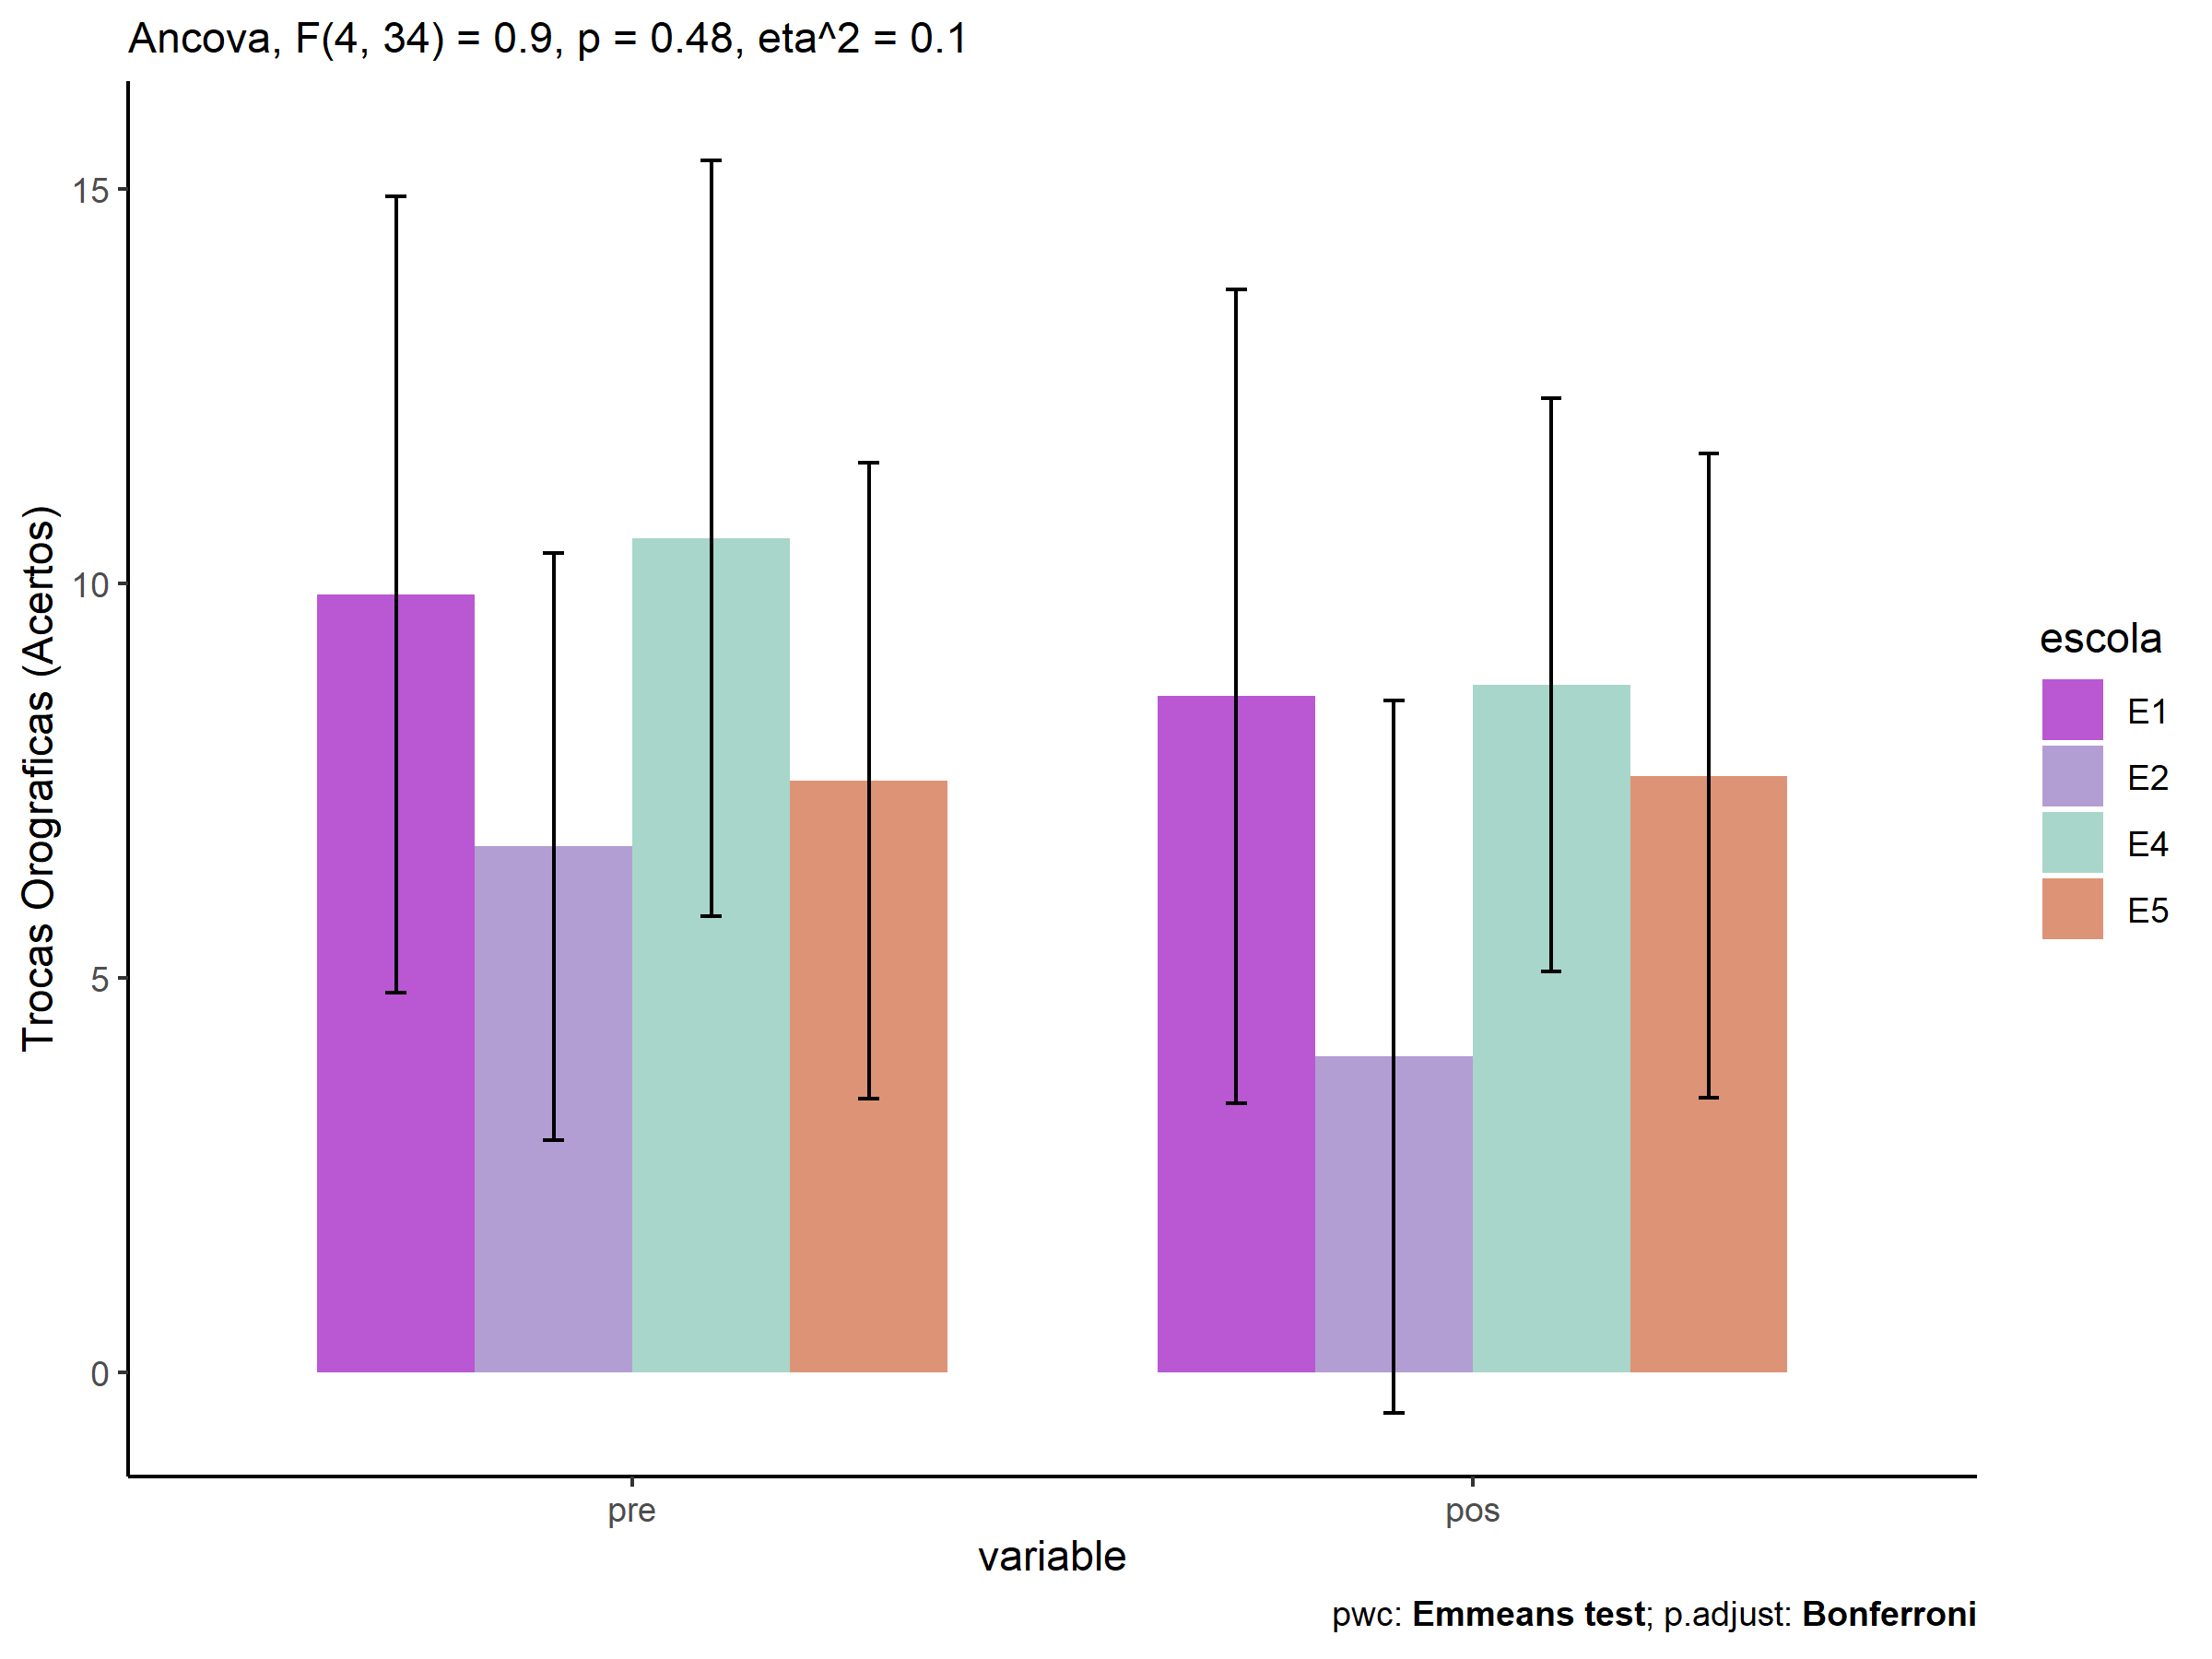 Ancova, F(4, 34) = 0.9, p = 0.48, eta^2 = 0.1
Trocas Orograficas (Acertos)
15
10
5
0
pre
pos
variable
escola
E1
E2
E4
E5
pwc: Emmeans test; p.adjust: Bonferroni